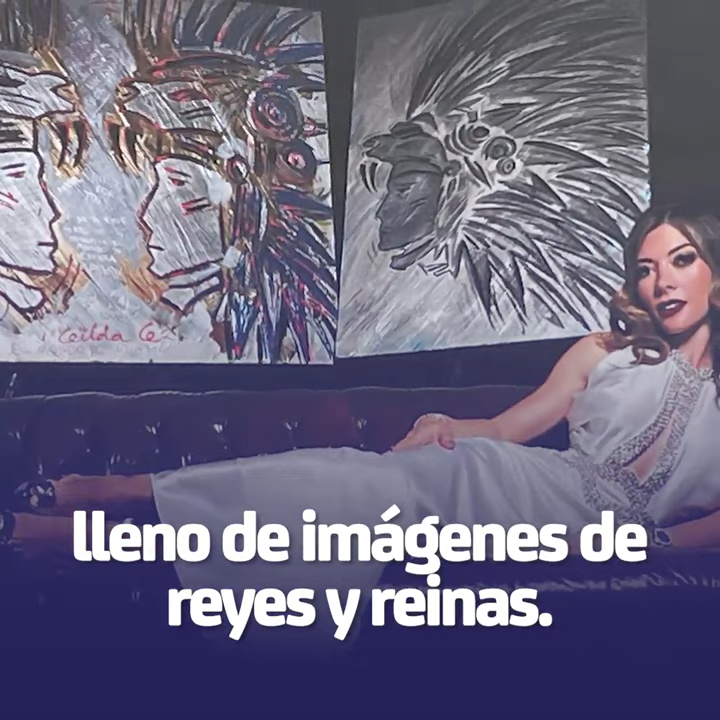 lleno de imágenes de
reyes y reinas.